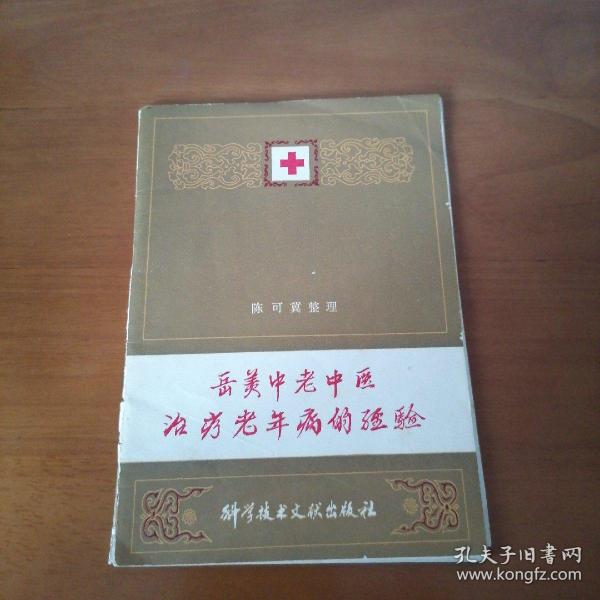 陈可冀整理
岳美中老中医
治疗老年病的经验
科学技术文献出版社
孔夫子旧書网
www.kongfz.com